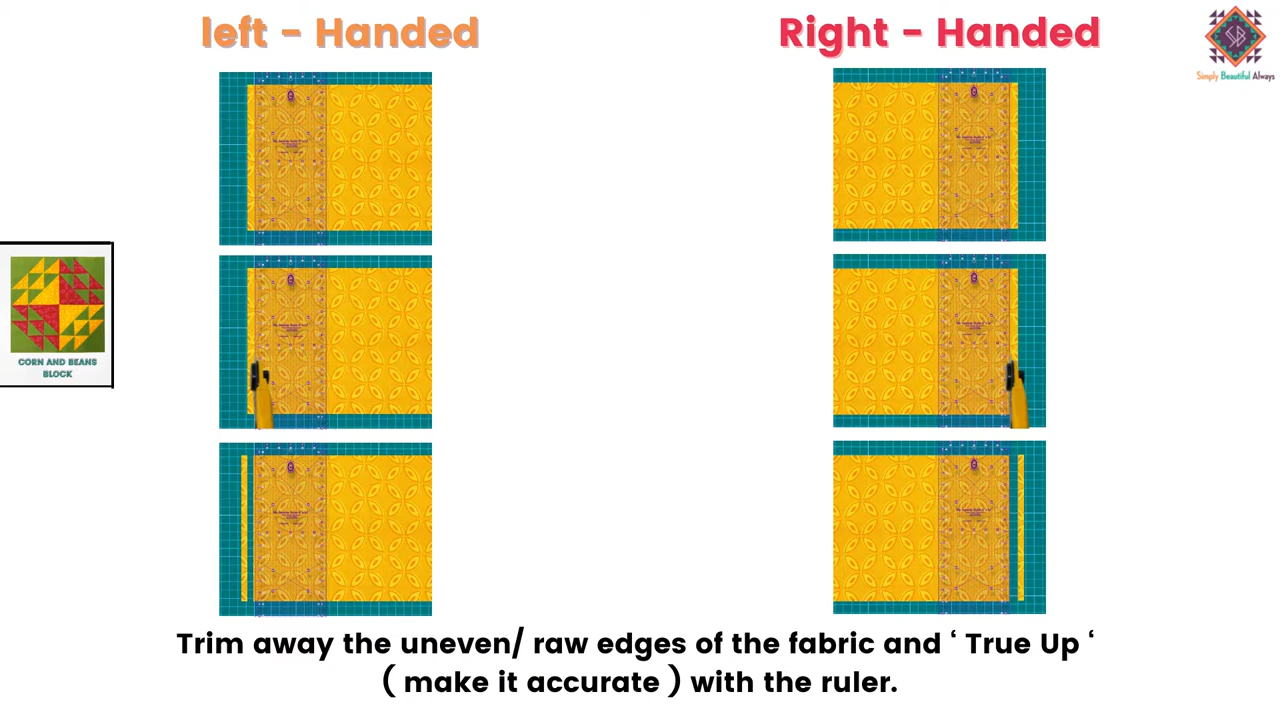 left - Handed
Right - Handed
Simply Beautiful Always
CORN AND BEANS
BLOCK
Trim away the uneven/ raw edges of the fabric and ‘ True Up ‘
( make it accurate ) with the ruler.